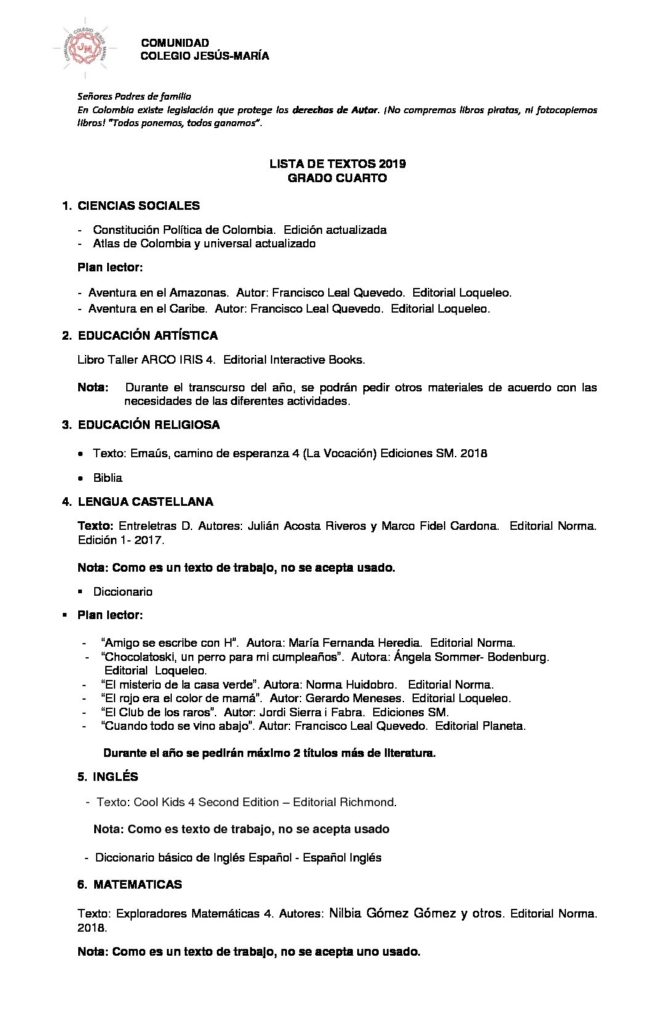 COMUNIDAD
COLEGIO JESÚS-MARÍA
COMUNIDAD COLEGIO JESÚS MARÍA
JM
Señores Padres de familia
En Colombia existe legislación que protege los derechos de Autor. ¡No compremos libros piratas, ni fotocopiemos
libros! "Todos ponemos, todos ganamos".
LISTA DE TEXTOS 2019
GRADO CUARTO
1. CIENCIAS SOCIALES
- Constitución Política de Colombia. Edición actualizada
- Atlas de Colombia y universal actualizado
Plan lector:
- Aventura en el Amazonas. Autor: Francisco Leal Quevedo. Editorial Loqueleo.
- Aventura en el Caribe. Autor: Francisco Leal Quevedo. Editorial Loqueleo.
2. EDUCACIÓN ARTÍSTICA
Libro Taller ARCO IRIS 4. Editorial Interactive Books.
Nota: Durante el transcurso del año, se podrán pedir otros materiales de acuerdo con las
necesidades de las diferentes actividades.
3. EDUCACIÓN RELIGIOSA
• Texto: Emaús, camino de esperanza 4 (La Vocación) Ediciones SM. 2018
• Biblia
4. LENGUA CASTELLANA
Texto: Entreletras D. Autores: Julián Acosta Riveros y Marco Fidel Cardona. Editorial Norma.
Edición 1- 2017.
Nota: Como es un texto de trabajo, no se acepta usado.
▪ Diccionario
▪ Plan lector:
- “Amigo se escribe con H”. Autora: María Fernanda Heredia. Editorial Norma.
- “Chocolatoski, un perro para mi cumpleaños”. Autora: Ángela Sommer- Bodenburg.
Editorial Loqueleo.
- “El misterio de la casa verde”. Autora: Norma Huidobro. Editorial Norma.
- “El rojo era el color de mamá”. Autor: Gerardo Meneses. Editorial Loqueleo.
- “El Club de los raros”. Autor: Jordi Sierra i Fabra. Ediciones SM.
- “Cuando todo se vino abajo”. Autor: Francisco Leal Quevedo. Editorial Planeta.
Durante el año se pedirán máximo 2 títulos más de literatura.
5. INGLÉS
- Texto: Cool Kids 4 Second Edition – Editorial Richmond.
Nota: Como es texto de trabajo, no se acepta usado
- Diccionario básico de Inglés Español - Español Inglés
6. MATEMATICAS
Texto: Exploradores Matemáticas 4. Autores: Nilbia Gómez Gómez y otros. Editorial Norma.
2018.
Nota: Como es un texto de trabajo, no se acepta uno usado.